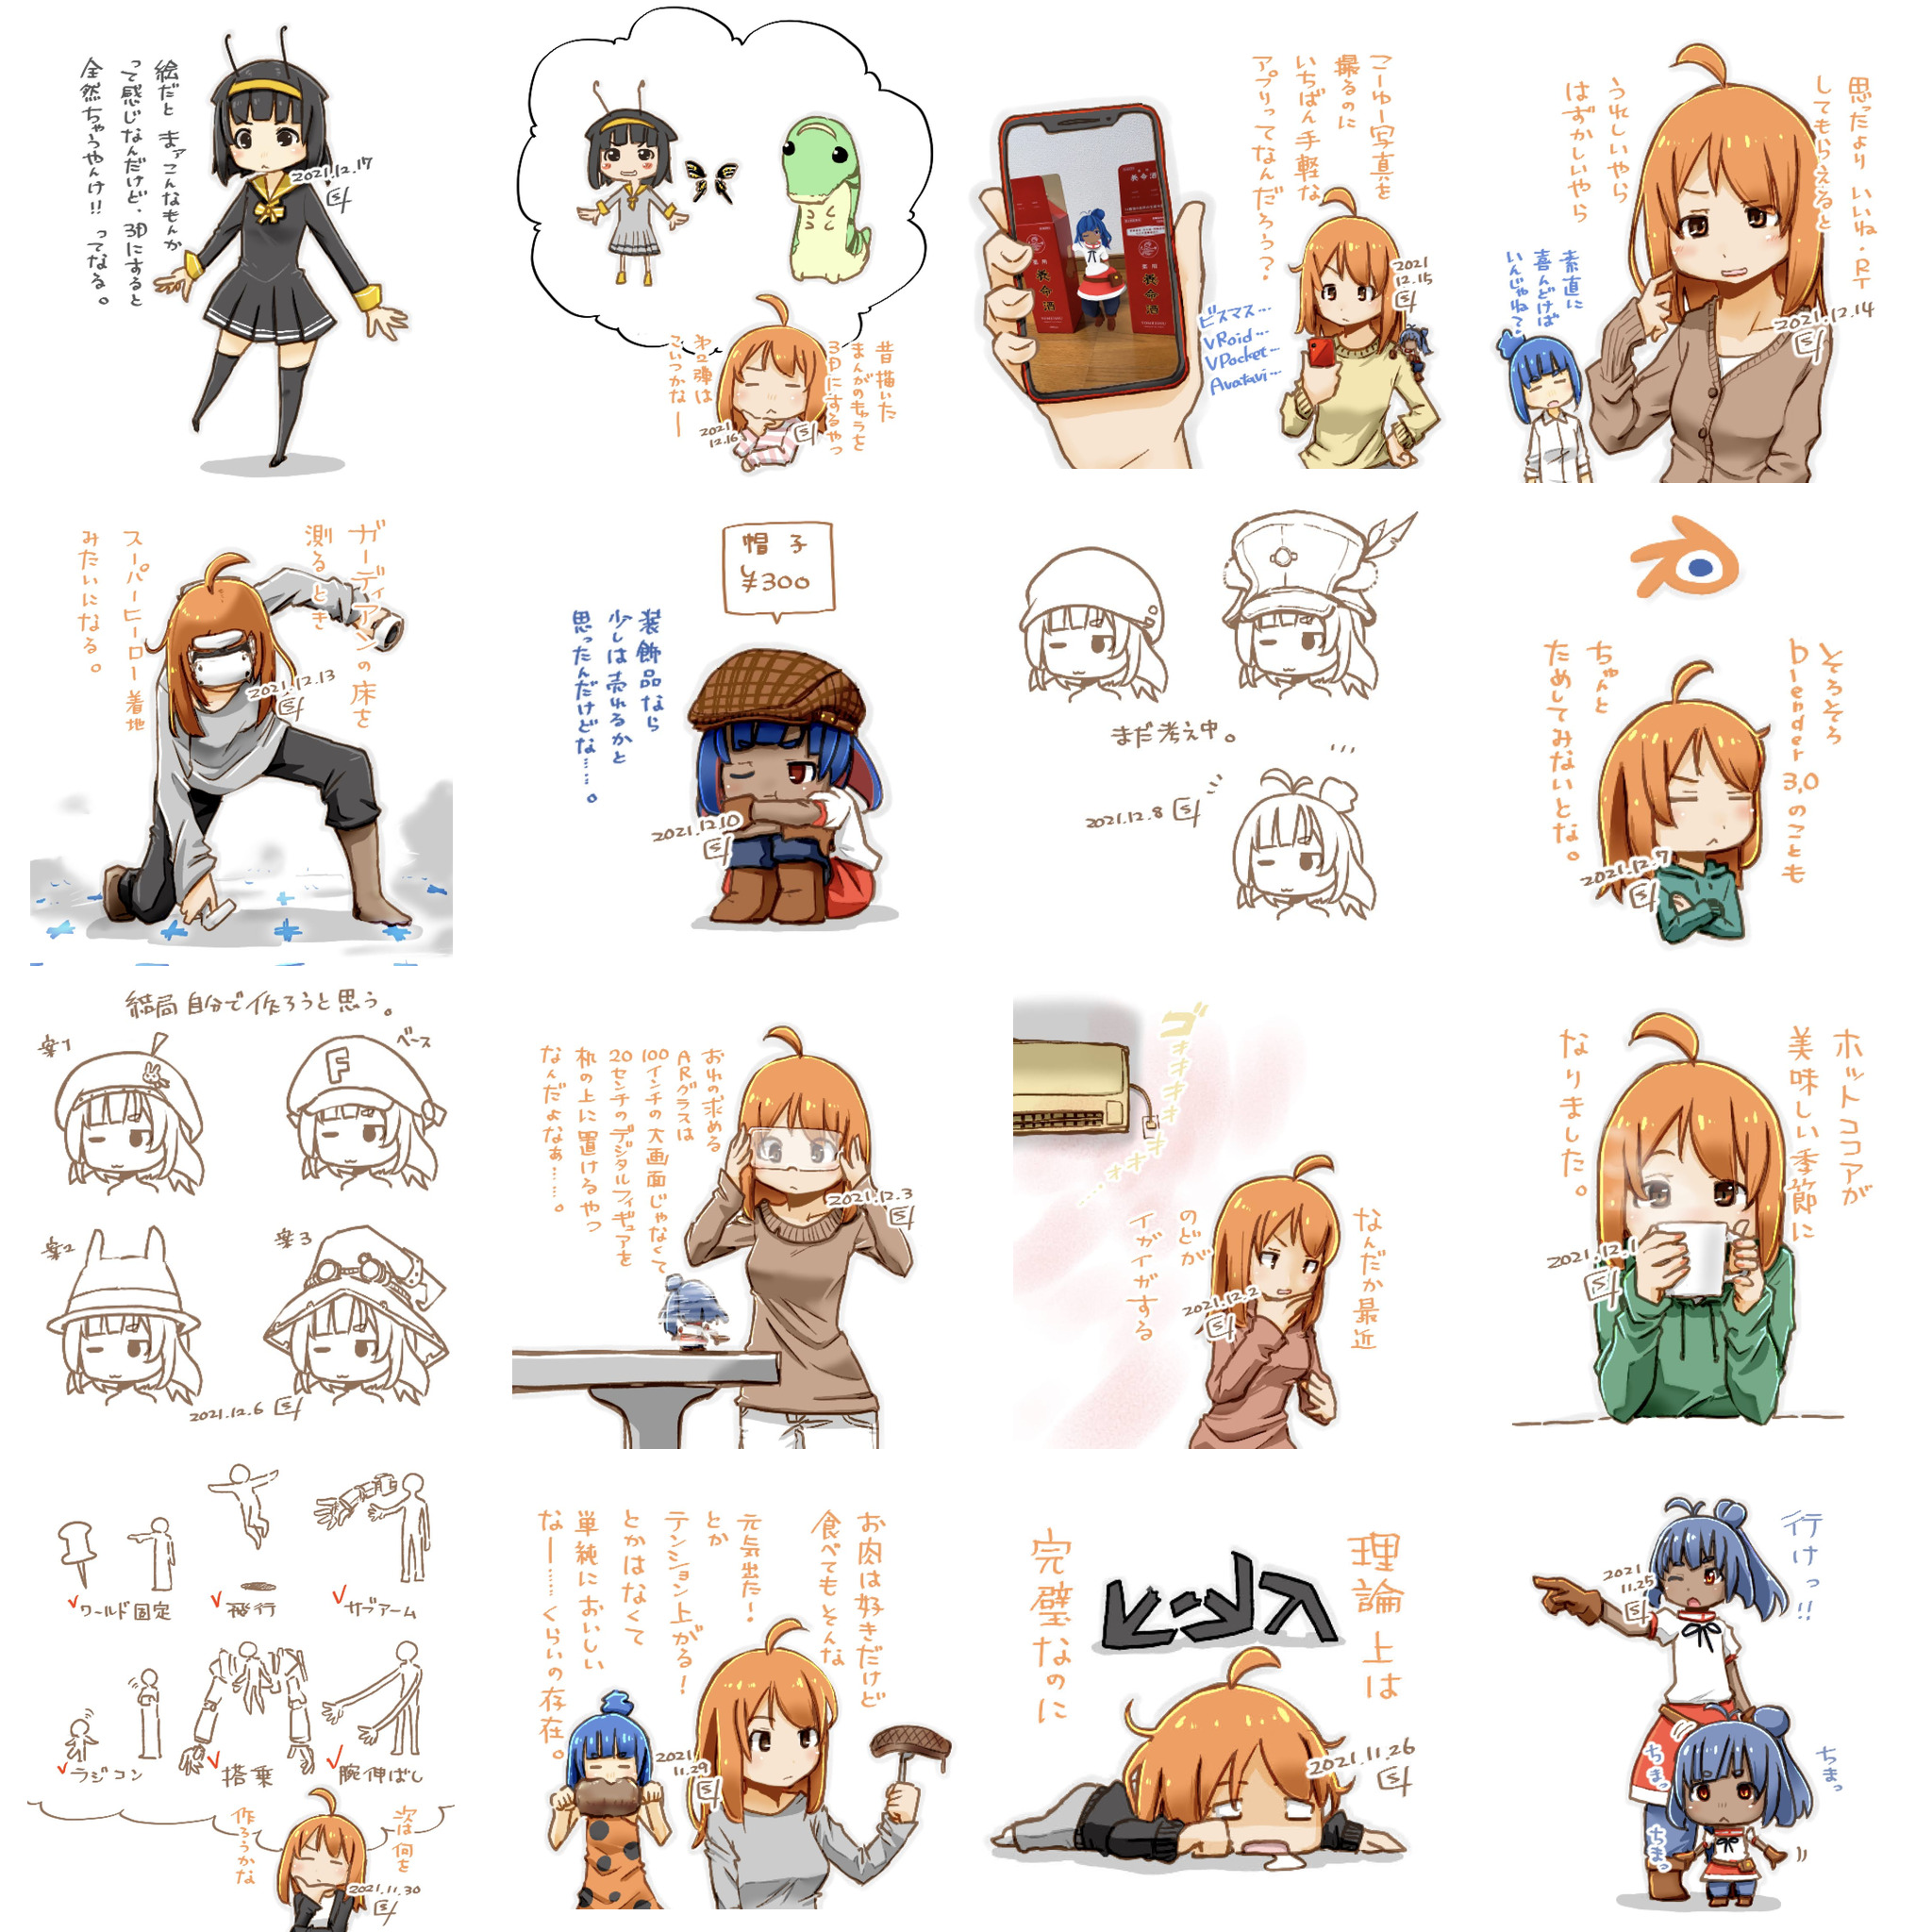 絵だと まァこんなもんか
って感じなんだけど、3Dにすると
全然ちゃうやんけ!! ってなる。
2021.12.17
昔描いた
まんがのキャラを
3Dにするやつ
第2弾は
こいつかなー
2021
12.16
こーゆー写真を
撮るのに
いちばん手軽な
アプリってなんだろう?
養命酒
養命酒
養命酒
ビスマス…
VRoid…
VPocket…
Avatavi…
2021
12.15
思ったより いいね・RT
してもらえると
うれしいやら
はずかしいやら
素直に
喜んどけば
いんじゃね?
2021.12.14
ガーディアンの床を
測るとき
スーパーヒーロー着地
みたいになる。
2021.12.13
帽子
¥300
装飾品なら
少しは売れるかと
思ったんだけどな……。
2021.12.10
まだ考え中。
2021.12.8
そろそろ
blender 3.0のことも
ちゃんと
ためしてみないとな。
2021.12.7
結局 自分で作ろうと思う。
案1
ベース
F
案2
案3
2021.12.6
おれの求める
ARグラスは
100インチの大画面じゃなくて
20センチのデジタルフィギュアを
机の上に置けるやつ
なんだよなぁ……。
2021.12.3
ゴォォォォォォォ…
なんだか最近
のどが
イガイガする
2021.12.2
ホットココアが
美味しい季節に
なりました。
2021.12.1
ワールド固定
飛行
サブアーム
ラジコン
搭乗
腕伸ばし
次は何を
作ろうかな
2021.11.30
お肉は好きだけど
食べてもそんな
元気出た!
とか
テンション上がる!
とかはなくて
単純においしい
なー……くらいの存在。
2021
11.29
理論上は
完璧なのに
2021.11.26
行けっ!!
2021
11.25
ちまっ
ちまっ
ちまっ